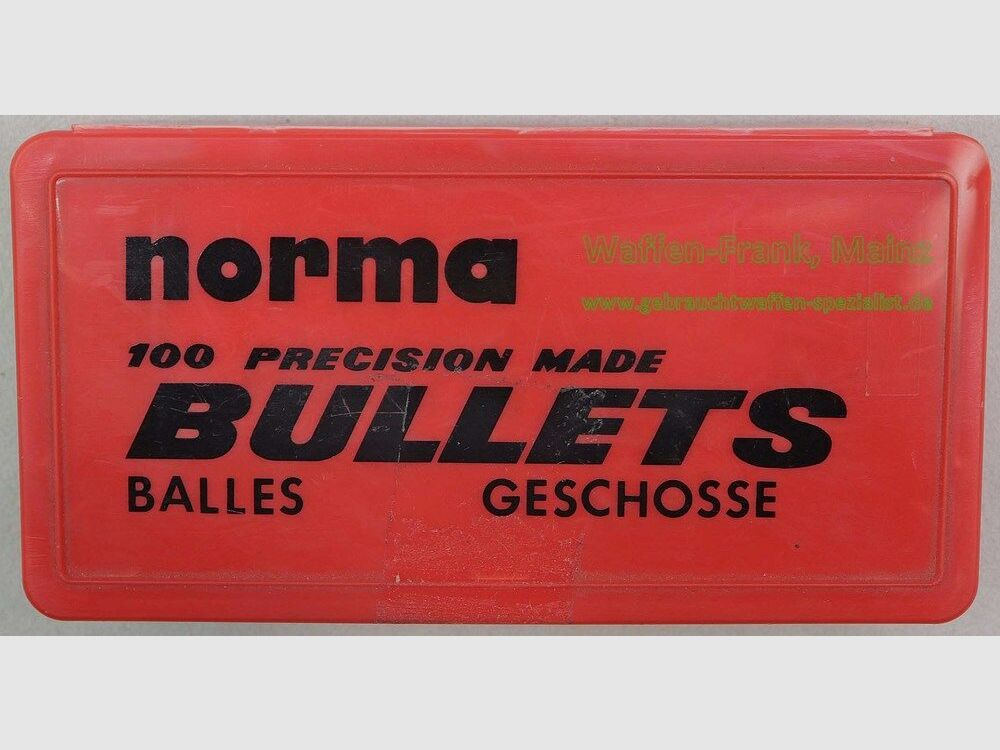 norma
Waffen-Frank, Mainz
www.gebrauchtwaffen-spezialist.de
100 PRECISION MADE
BULLETS
BALLES GESCHOSSE